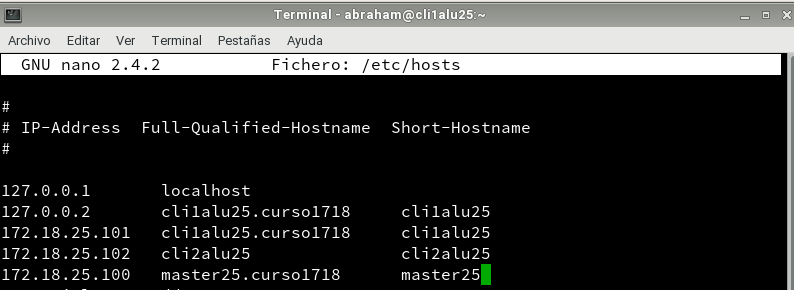 Terminal - abraham@cli1alu25:~
Archivo Editar Ver Terminal Pestañas Ayuda
GNU nano 2.4.2 Fichero: /etc/hosts
#
# IP-Address Full-Qualified-Hostname Short-Hostname
#
127.0.0.1 localhost
127.0.0.2 cli1alu25.curso1718 cli1alu25
172.18.25.101 cli1alu25.curso1718 cli1alu25
172.18.25.102 cli2alu25 cli2alu25
172.18.25.100 master25.curso1718 master25